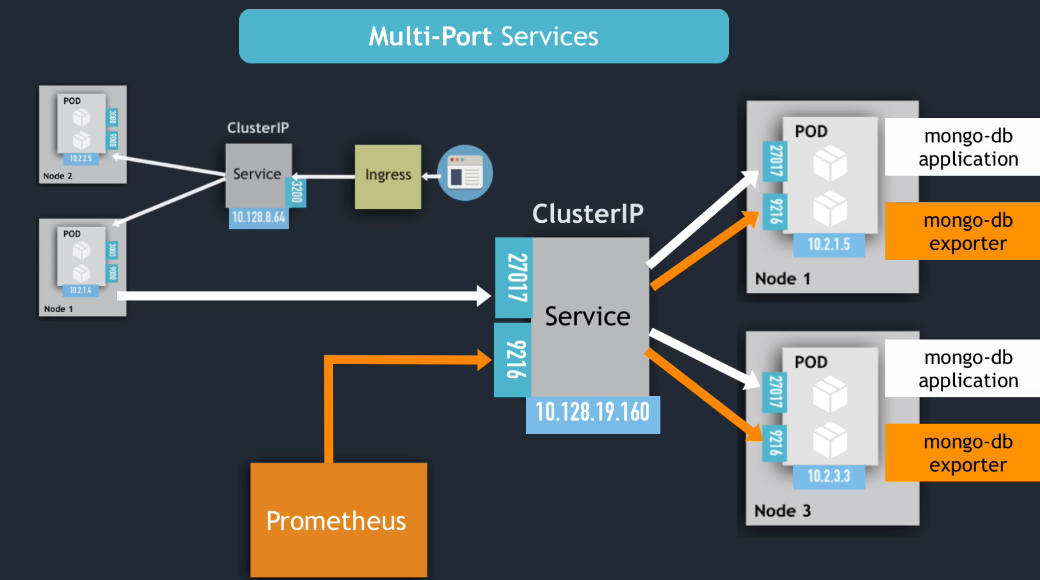 Multi-Port Services
POD
3000
9000
10.2.2.5
Node 2
ClusterIP
Service
3200
10.128.8.64
Ingress
POD
3000
9000
10.2.1.4
Node 1
ClusterIP
27017
9216
Service
10.128.19.160
Prometheus
POD
27017
9216
10.2.1.5
Node 1
mongo-db
application
mongo-db
exporter
POD
27017
9216
10.2.3.3
Node 3
mongo-db
application
mongo-db
exporter